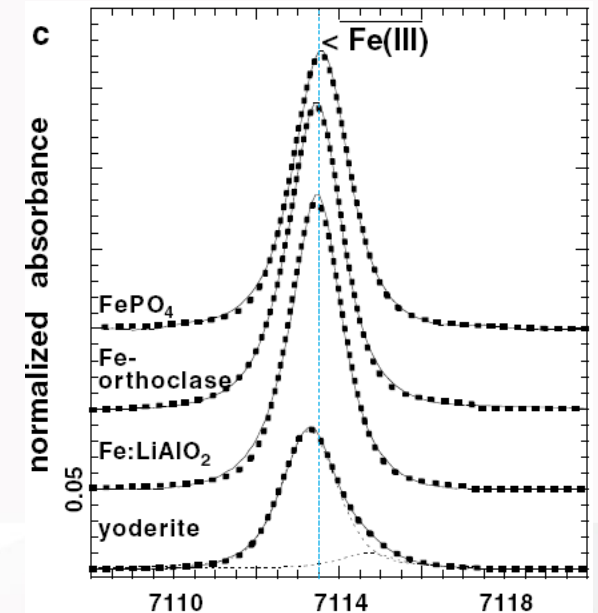 c
< Fe(III)
normalized absorbance
FePO4
Fe-
orthoclase
Fe:LiAlO2
0.05
yoderite
7110 7114 7118